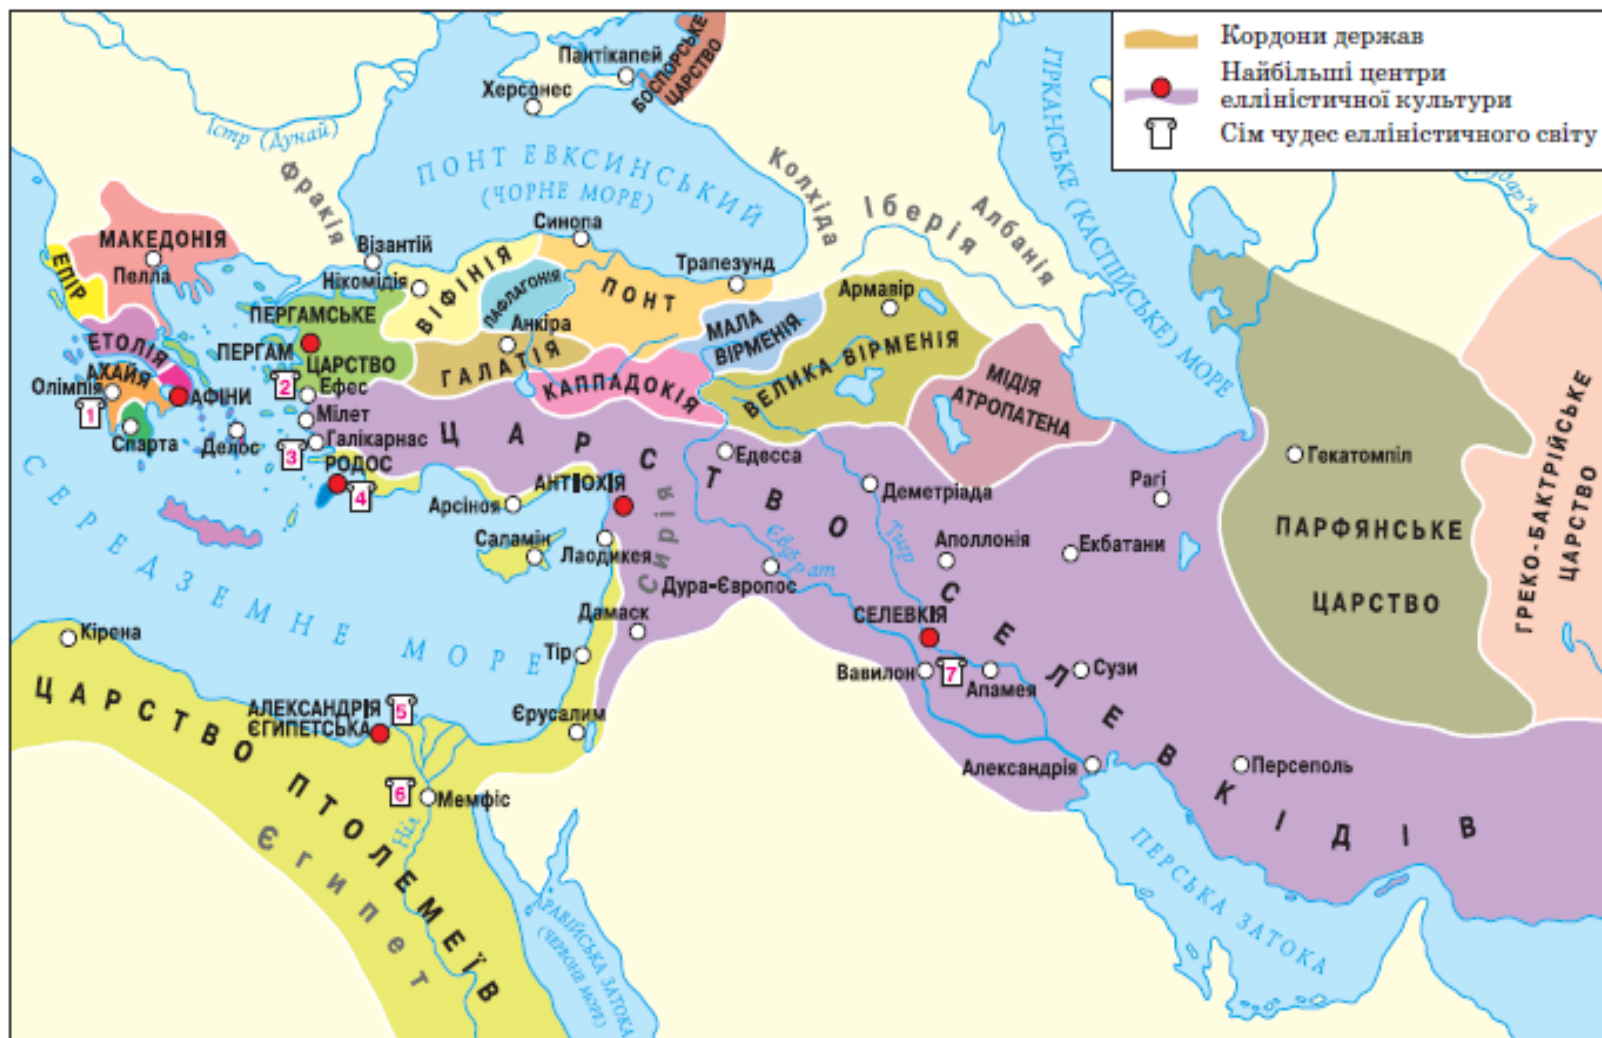 Кордони держав
Найбільші центри
еллiністичної культури
Сім чудес елліністичного світу
Пантікапей
БОСПОРСЬКЕ
ЦАРСТВО
Херсонес
Істр (Дунай)
Фракія
ПОНТ ЕВКСИНСЬКИЙ
(ЧОРНЕ МОРЕ)
Колхіда
Іберія
Албанія
ГІРКАНСЬКЕ (КАСПІЙСЬКЕ) МОРЕ
МАКЕДОНІЯ
Пелла
ЕПІР
Візантій
Нікомідія
Синопа
Трапезунд
ВІФІНІЯ
ПАФЛАГОНІЯ
ПОНТ
Армавір
ПЕРГАМСЬКЕ
ЦАРСТВО
ПЕРГАМ
Анкіра
ГАЛАТІЯ
МАЛА
ВІРМЕНІЯ
ВЕЛИКА ВІРМЕНІЯ
КАППАДОКІЯ
МІДІЯ
АТРОПАТЕНА
ЕТОЛІЯ
АХАЙЯ
Олімпія
1
АФІНИ
Спарта
Делос
2
Ефес
Мілет
Галікарнас
3
РОДОС
4
ЦАРСТВО СЕЛЕВКІДІВ
Едесса
АНТІОХІЯ
Арсіноя
Саламін
Лаодикея
Сирія
Деметріада
Рагі
Гекатомпіл
ПАРФЯНСЬКЕ
ЦАРСТВО
ГРЕКО-БАКТРІЙСЬКЕ
ЦАРСТВО
Євфрат
Тигр
Аполлонія
Екбатани
Дура-Європос
Дамаск
СЕЛЕВКІЯ
Вавилон
7
Апамея
Сузи
СЕРЕДЗЕМНЕ МОРЕ
Кірена
Тір
Єрусалим
АЛЕКСАНДРІЯ
ЄГИПЕТСЬКА
5
6
Мемфіс
Ніл
ЦАРСТВО ПТОЛЕМЕЇВ
Єгипет
Александрія
Персеполь
АРАВІЙСЬКА ЗАТОКА
(ЧЕРВОНЕ МОРЕ)
ПЕРСЬКА ЗАТОКА